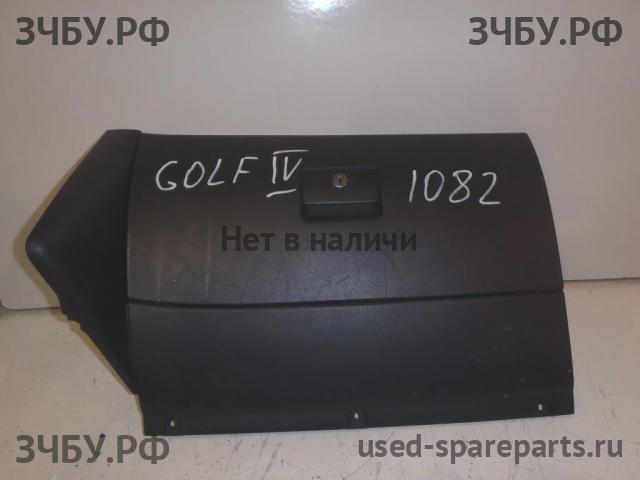 ЗЧБУ.РФ ЗЧБУ.РФ
GOLF IV 1082
Нет в наличи
ЗЧБУ.РФ used-spareparts.ru